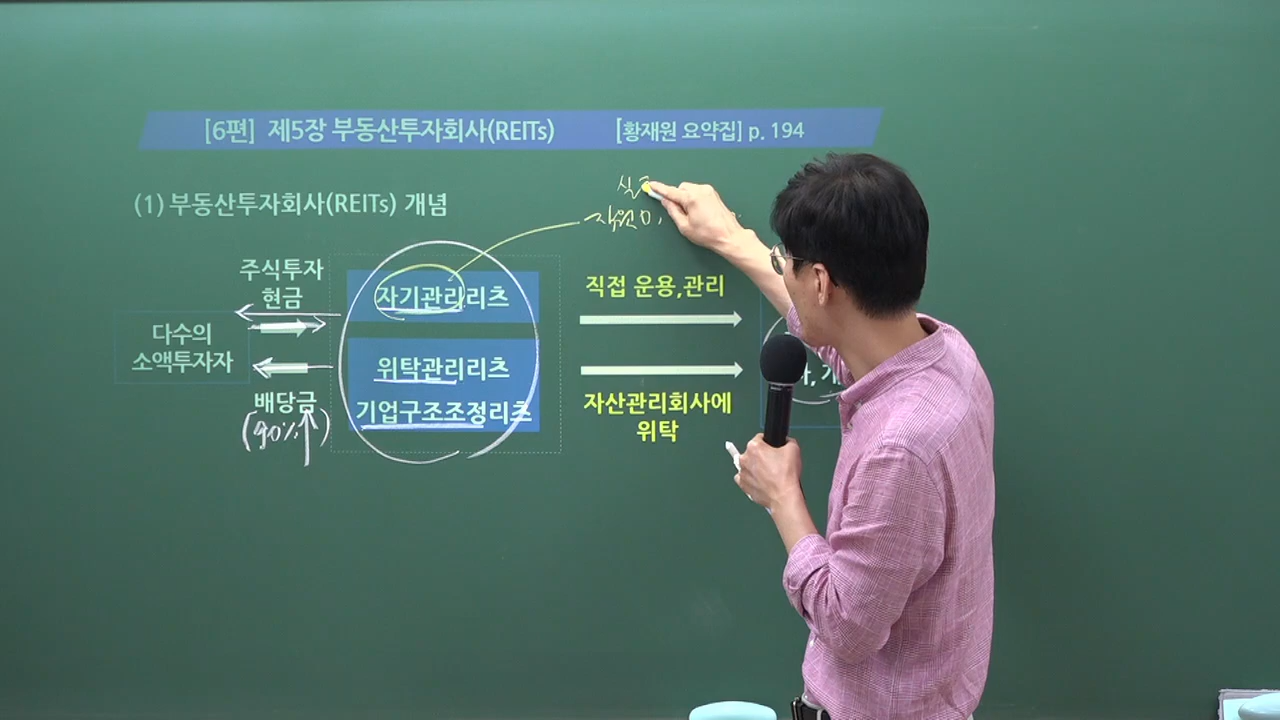 [6편] 제5장 부동산투자회사(REITs) [황재원 요약집] p. 194
(1) 부동산투자회사(REITs) 개념
주식투자
현금
다수의
소액투자자
배당금
(90%↑)
자기관리리츠
위탁관리리츠
기업구조조정리츠
직접 운용,관리
자산관리회사에
위탁